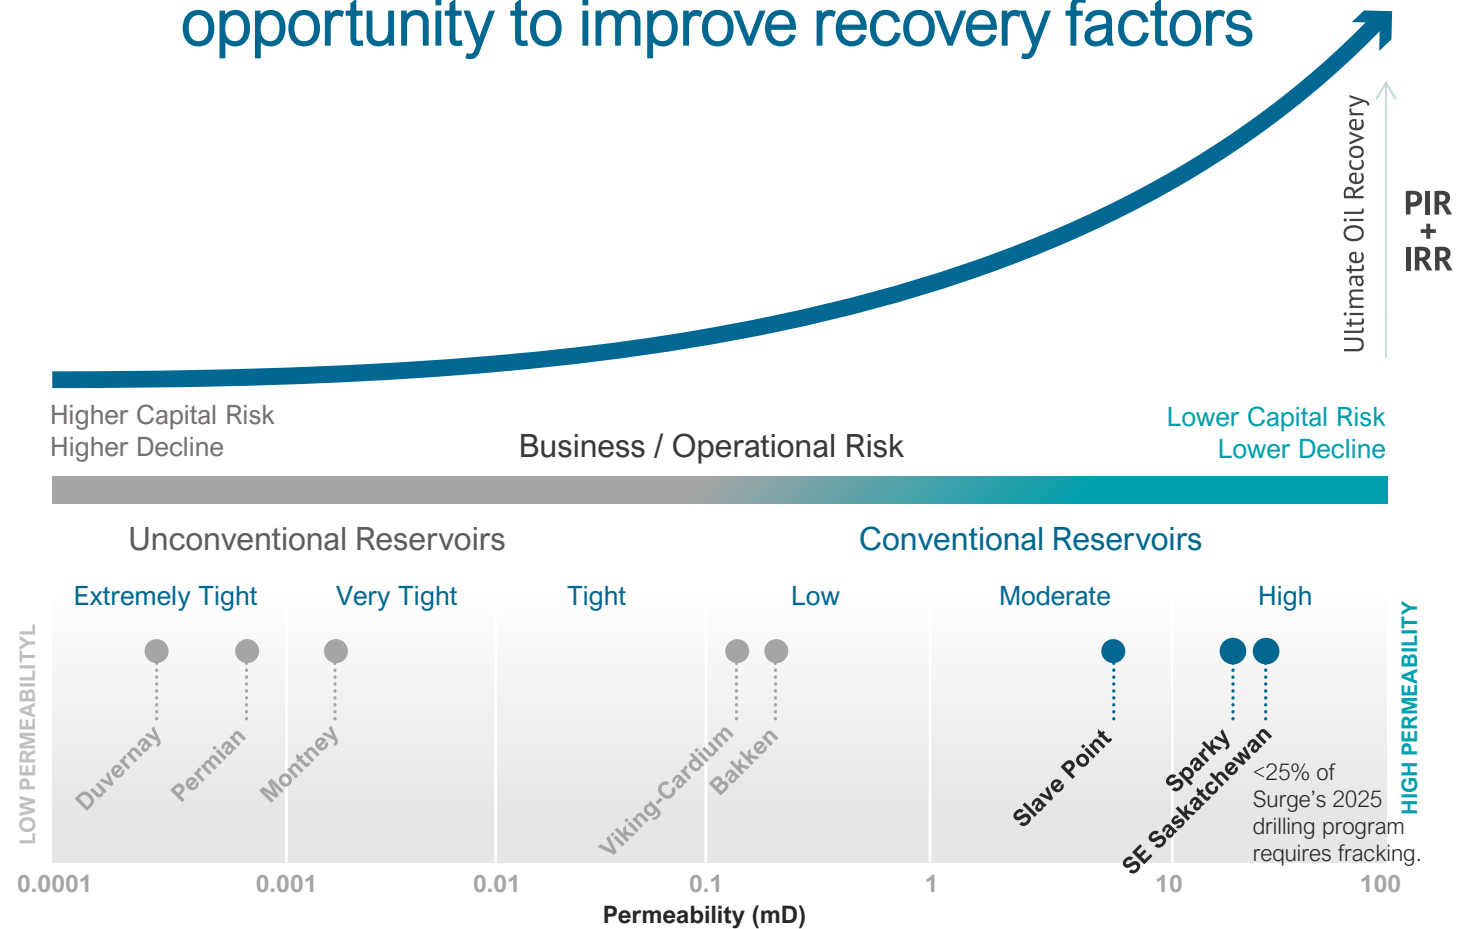 opportunity to improve recovery factors
Ultimate Oil Recovery
PIR
+
IRR
Higher Capital Risk
Higher Decline
Business / Operational Risk
Lower Capital Risk
Lower Decline
Unconventional Reservoirs
Conventional Reservoirs
Extremely Tight
Very Tight
Tight
Low
Moderate
High
LOW PERMEABILITYL
HIGH PERMEABILITY
Duvernay
Permian
Montney
Viking-Cardium
Bakken
Slave Point
Sparky
SE Saskatchewan
<25% of
Surge’s 2025
drilling program
requires fracking.
0.0001
0.001
0.01
0.1
1
10
100
Permeability (mD)